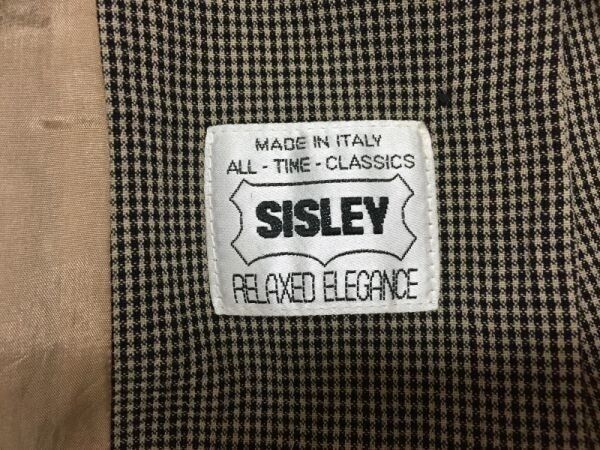 MADE IN ITALY
ALL - TIME - CLASSICS
SISLEY
RELAXED ELEGANCE